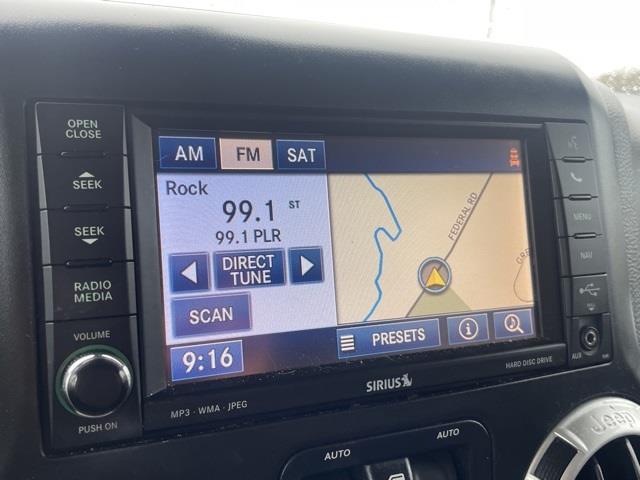 OPEN
CLOSE
SEEK
SEEK
RADIO
MEDIA
VOLUME
PUSH ON
AM FM SAT
Rock
99.1 ST
99.1 PLR
DIRECT
TUNE
SCAN
9:16
FEDERAL RD
GRE
PRESETS
MENU
NAV
AUX
SIRIUS
HARD DISC DRIVE
MP3 · WMA · JPEG
AUTO
AUTO
Jeep